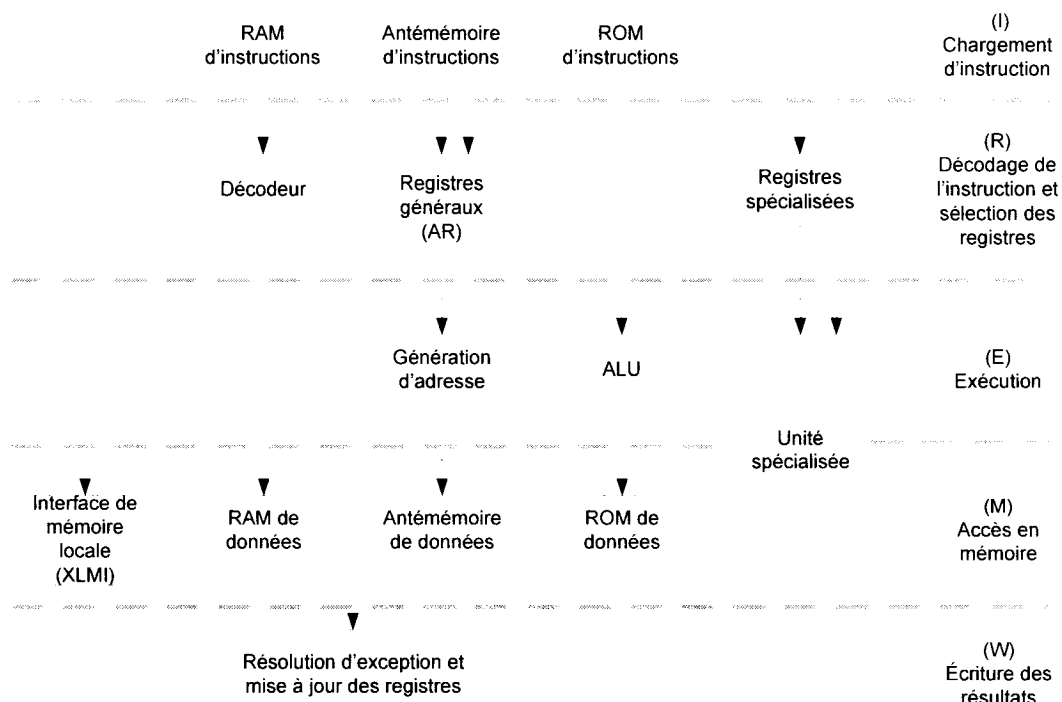 RAM
d'instructions
Antémémoire
d'instructions
ROM
d'instructions
(I)
Chargement
d'instruction
Décodeur
Registres
généraux
(AR)
Registres
spécialisées
(R)
Décodage de
l'instruction et
sélection des
registres
Génération
d'adresse
ALU
(E)
Exécution
Unité
spécialisée
Interface de
mémoire
locale
(XLMI)
RAM de
données
Antémémoire
de données
ROM de
données
(M)
Accès en
mémoire
Résolution d'exception et
mise à jour des registres
(W)
Écriture des
résultats